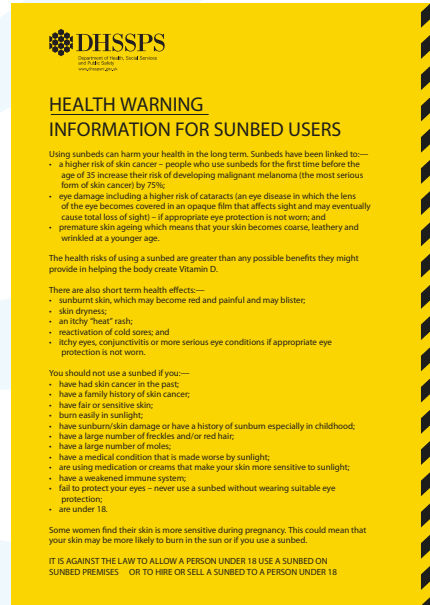 DHSSPS
Department of Health, Social Services
and Public Safety
www.dhsspsni.gov.uk
HEALTH WARNING
INFORMATION FOR SUNBED USERS
Using sunbeds can harm your health in the long term. Sunbeds have been linked to:—
• a higher risk of skin cancer – people who use sunbeds for the first time before the
age of 35 increase their risk of developing malignant melanoma (the most serious
form of skin cancer) by 75%;
• eye damage including a higher risk of cataracts (an eye disease in which the lens
of the eye becomes covered in an opaque film that affects sight and may eventually
cause total loss of sight) – if appropriate eye protection is not worn; and
• premature skin ageing which means that your skin becomes coarse, leathery and
wrinkled at a younger age.
The health risks of using a sunbed are greater than any possible benefits they might
provide in helping the body create Vitamin D.
There are also short term health effects:—
• sunburnt skin, which may become red and painful and may blister;
• skin dryness;
• an itchy “heat” rash;
• reactivation of cold sores; and
• itchy eyes, conjunctivitis or more serious eye conditions if appropriate eye
protection is not worn.
You should not use a sunbed if you:—
• have had skin cancer in the past;
• have a family history of skin cancer;
• have fair or sensitive skin;
• burn easily in sunlight;
• have sunburn/skin damage or have a history of sunburn especially in childhood;
• have a large number of freckles and/or red hair;
• have a large number of moles;
• have a medical condition that is made worse by sunlight;
• are using medication or creams that make your skin more sensitive to sunlight;
• have a weakened immune system;
• fail to protect your eyes – never use a sunbed without wearing suitable eye
protection;
• are under 18.
Some women find their skin is more sensitive during pregnancy. This could mean that
your skin may be more likely to burn in the sun or if you use a sunbed.
IT IS AGAINST THE LAW TO ALLOW A PERSON UNDER 18 USE A SUNBED ON
SUNBED PREMISES OR TO HIRE OR SELL A SUNBED TO A PERSON UNDER 18